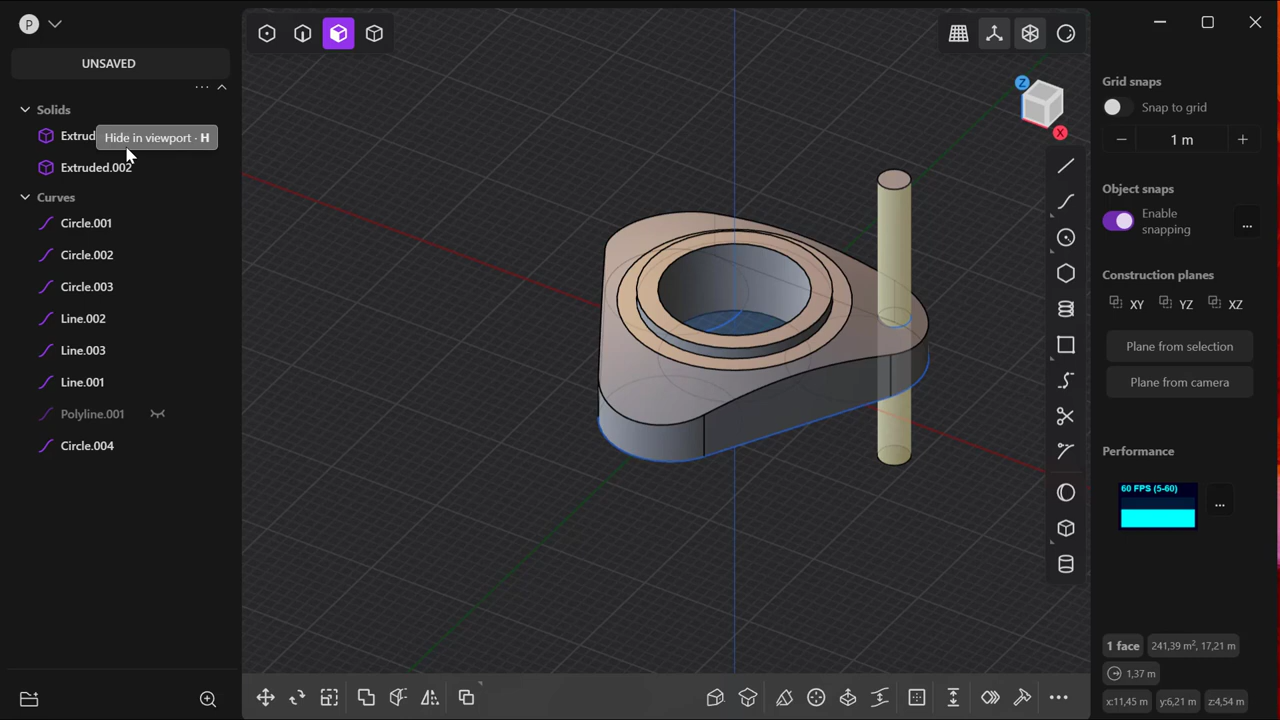 P
UNSAVED
Solids
Extrud
Hide in viewport - H
Extruded.002
Curves
Circle.001
Circle.002
Circle.003
Line.002
Line.003
Line.001
Polyline.001
Circle.004
Z
X
Grid snaps
Snap to grid
1 m
Object snaps
Enable
snapping
...
Construction planes
XY
YZ
XZ
Plane from selection
Plane from camera
Performance
60 FPS (5-60)
...
1 face
241,39 m², 17,21 m
1,37 m
x:11,45 m
y:6,21 m
z:4,54 m